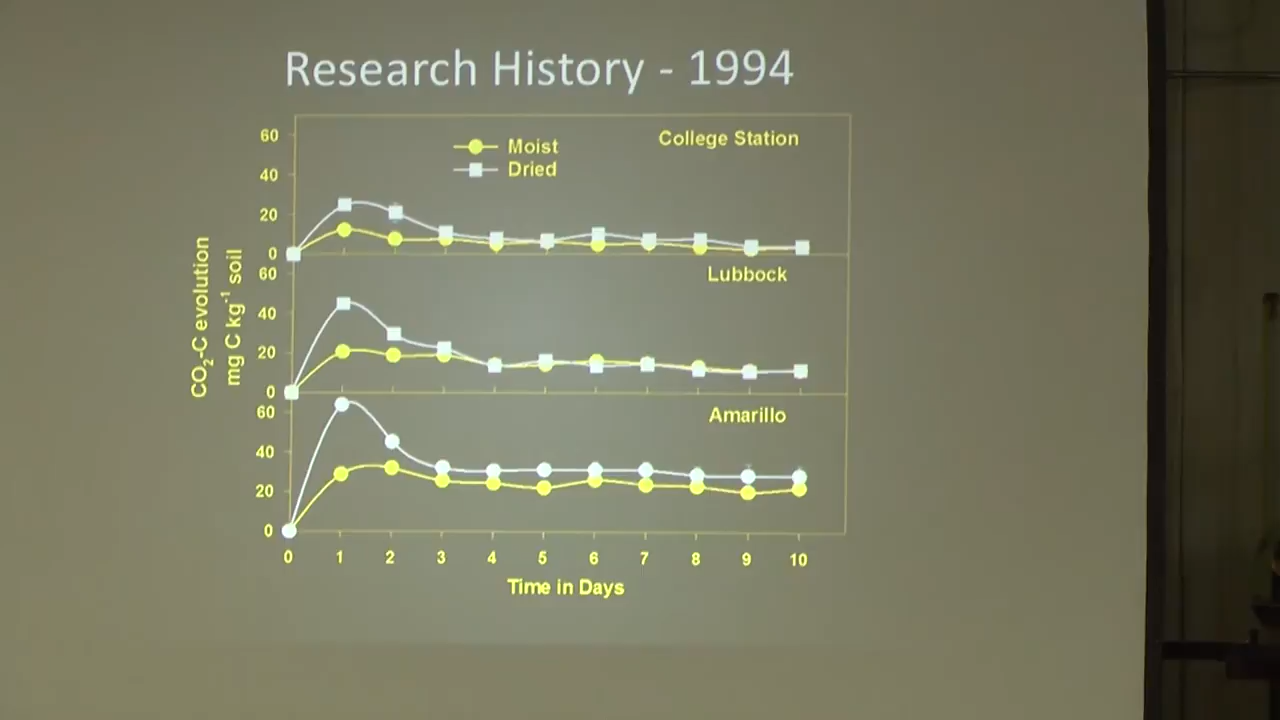 Research History - 1994
College Station
Moist
Dried
60
40
20
0
Lubbock
60
40
20
0
Amarillo
60
40
20
0
CO₂-C evolution
mg C kg⁻¹ soil
0 1 2 3 4 5 6 7 8 9 10
Time in Days